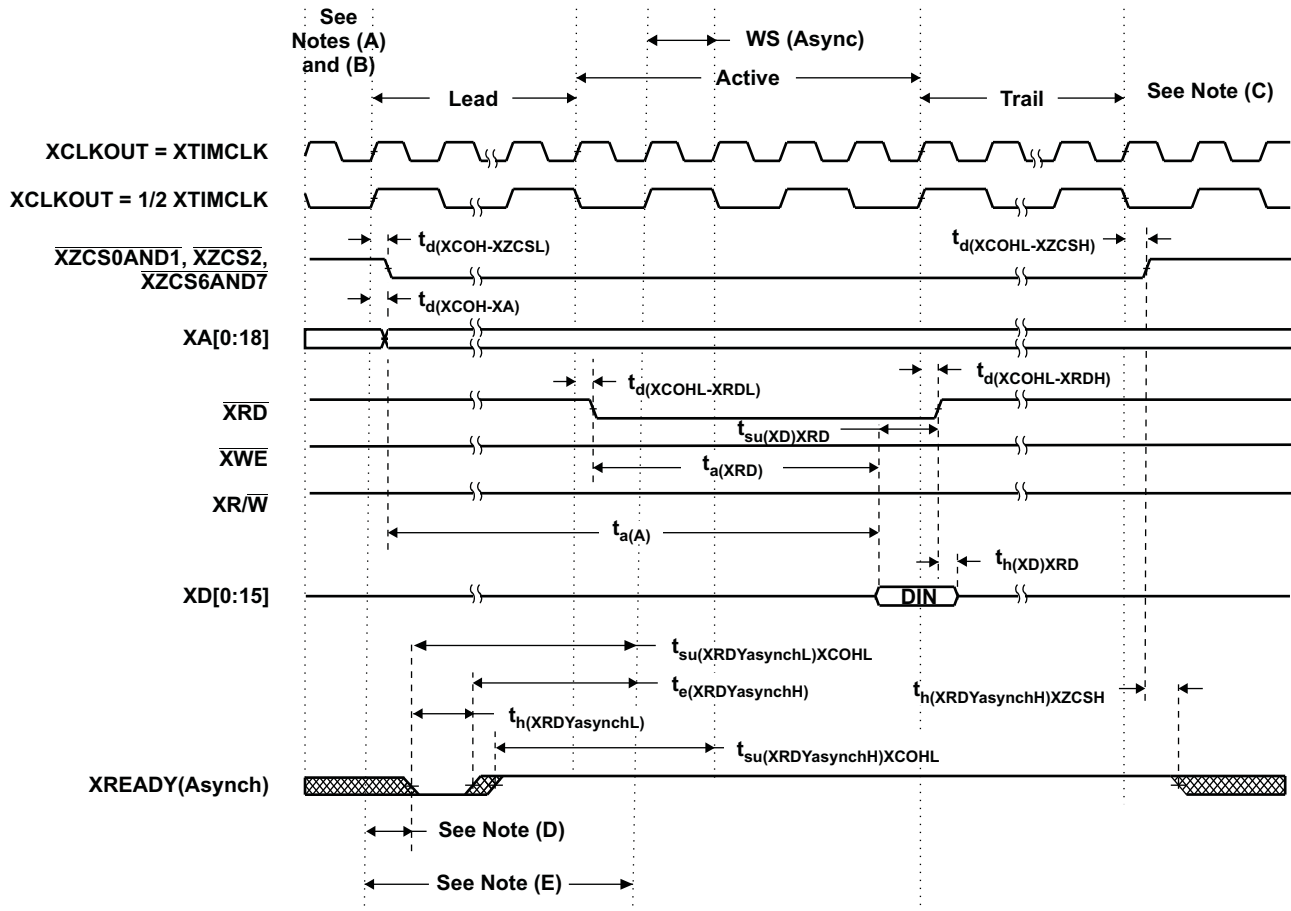 See
Notes (A)
and (B)
WS (Async)
Active
Lead
Trail
See Note (C)
XCLKOUT = XTIMCLK
XCLKOUT = 1/2 XTIMCLK
td(XCOH-XZCSL)
td(XCOHL-XZCSH)
XZCS0AND1, XZCS2,
XZCS6AND7
td(XCOH-XA)
XA[0:18]
td(XCOHL-XRDL)
td(XCOHL-XRDH)
XRD
tsu(XD)XRD
XWE
ta(XRD)
XR/W
ta(A)
th(XD)XRD
XD[0:15]
DIN
tsu(XRDYasynchL)XCOHL
te(XRDYasynchH)
th(XRDYasynchH)XZCSH
th(XRDYasynchL)
tsu(XRDYasynchH)XCOHL
XREADY(Asynch)
See Note (D)
See Note (E)